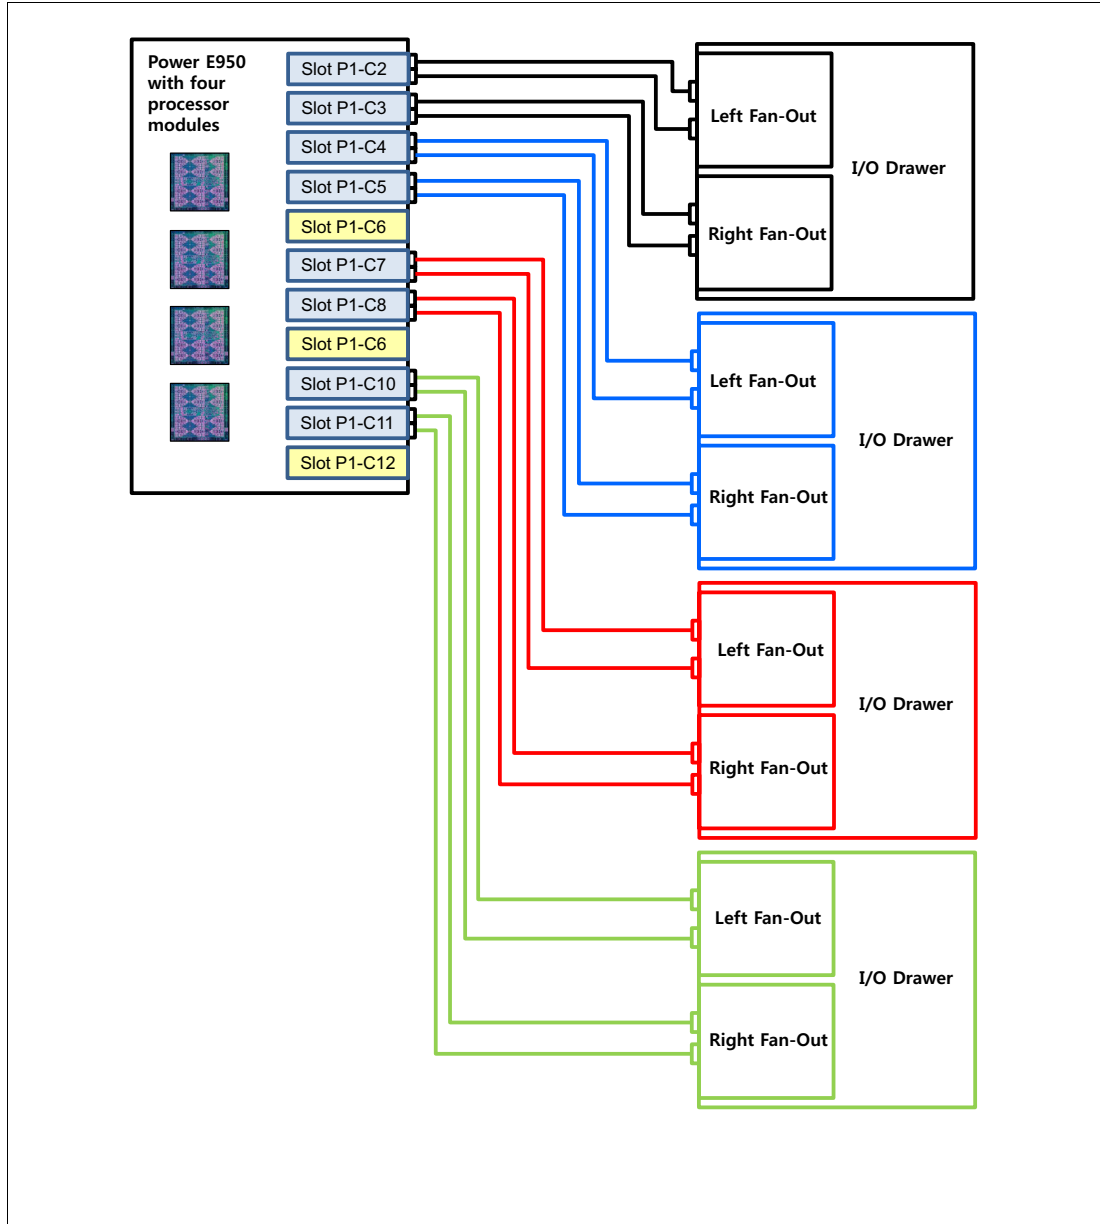 Power E950
with four
processor
modules
Slot P1-C2
Slot P1-C3
Slot P1-C4
Slot P1-C5
Slot P1-C6
Slot P1-C7
Slot P1-C8
Slot P1-C6
Slot P1-C10
Slot P1-C11
Slot P1-C12
Left Fan-Out
Right Fan-Out
I/O Drawer
Left Fan-Out
Right Fan-Out
I/O Drawer
Left Fan-Out
Right Fan-Out
I/O Drawer
Left Fan-Out
Right Fan-Out
I/O Drawer